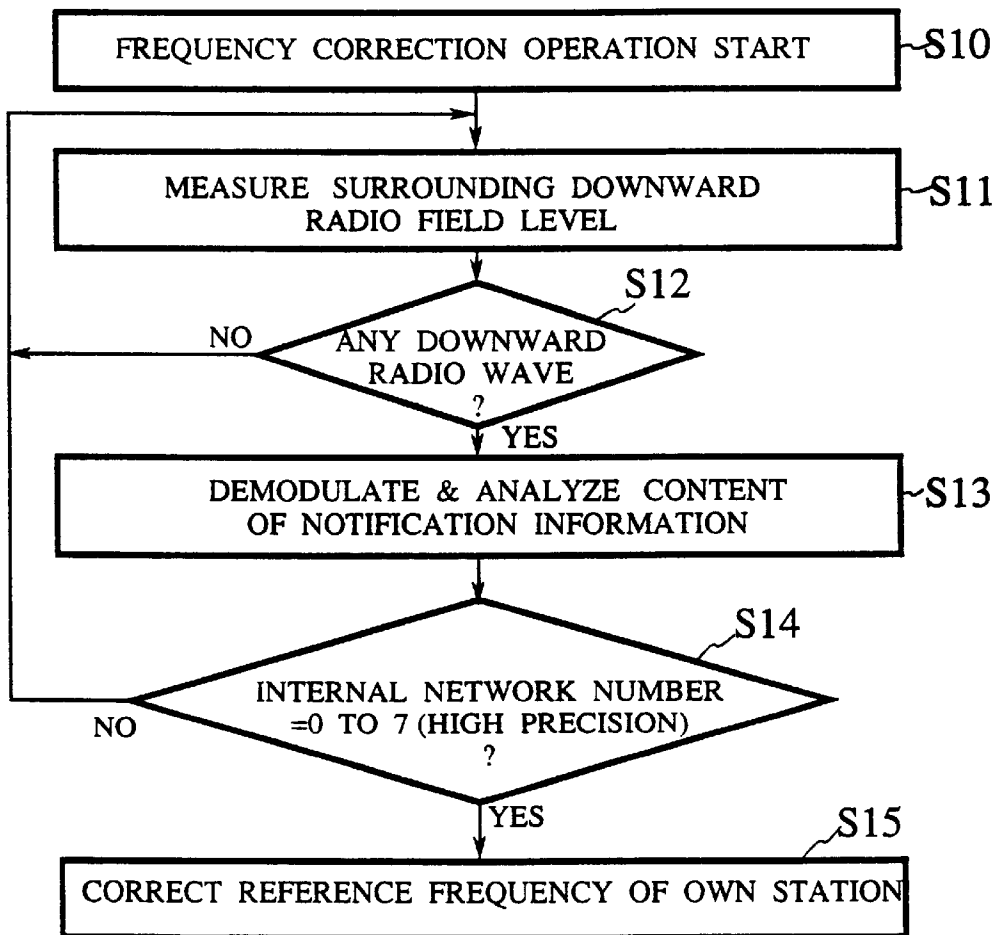 FREQUENCY CORRECTION OPERATION START
S10
MEASURE SURROUNDING DOWNWARD
RADIO FIELD LEVEL
S11
S12
NO
ANY DOWNWARD
RADIO WAVE
?
YES
DEMODULATE & ANALYZE CONTENT
OF NOTIFICATION INFORMATION
S13
S14
INTERNAL NETWORK NUMBER
=0 TO 7 (HIGH PRECISION)
?
NO
YES
S15
CORRECT REFERENCE FREQUENCY OF OWN STATION